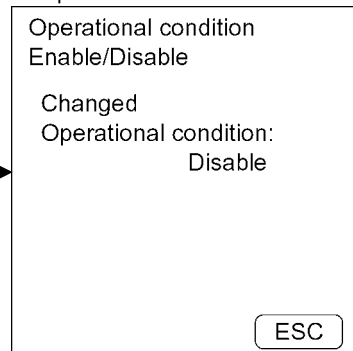 Operational condition
Enable/Disable
Changed
Operational condition:
Disable
ESC